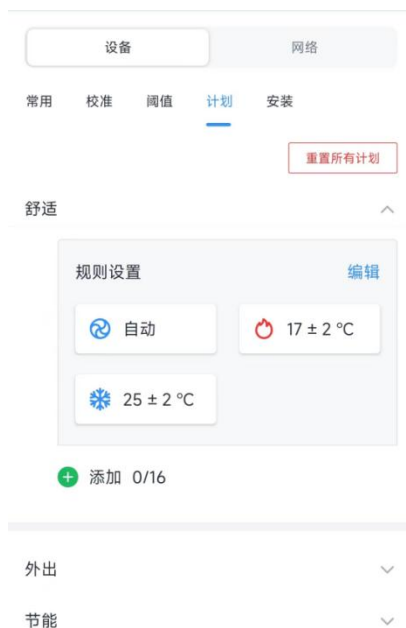 设备 网络
常用 校准 阈值 计划 安装
重置所有计划
舒适
规则设置 编辑
自动 17 ± 2 °C
25 ± 2 °C
添加 0/16
外出
节能